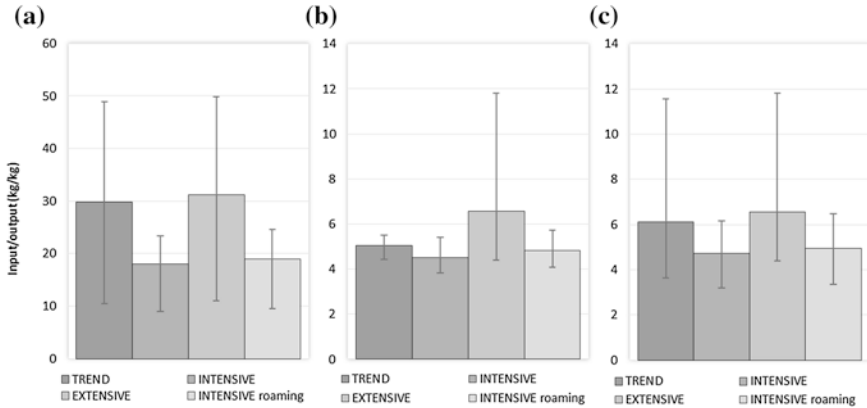 (a)
60
50
40
30
20
10
0
Input/output (kg/kg)
TREND
INTENSIVE
EXTENSIVE
INTENSIVE roaming
(b)
14
12
10
8
6
4
2
0
TREND
INTENSIVE
EXTENSIVE
INTENSIVE roaming
(c)
14
12
10
8
6
4
2
0
TREND
INTENSIVE
EXTENSIVE
INTENSIVE roaming